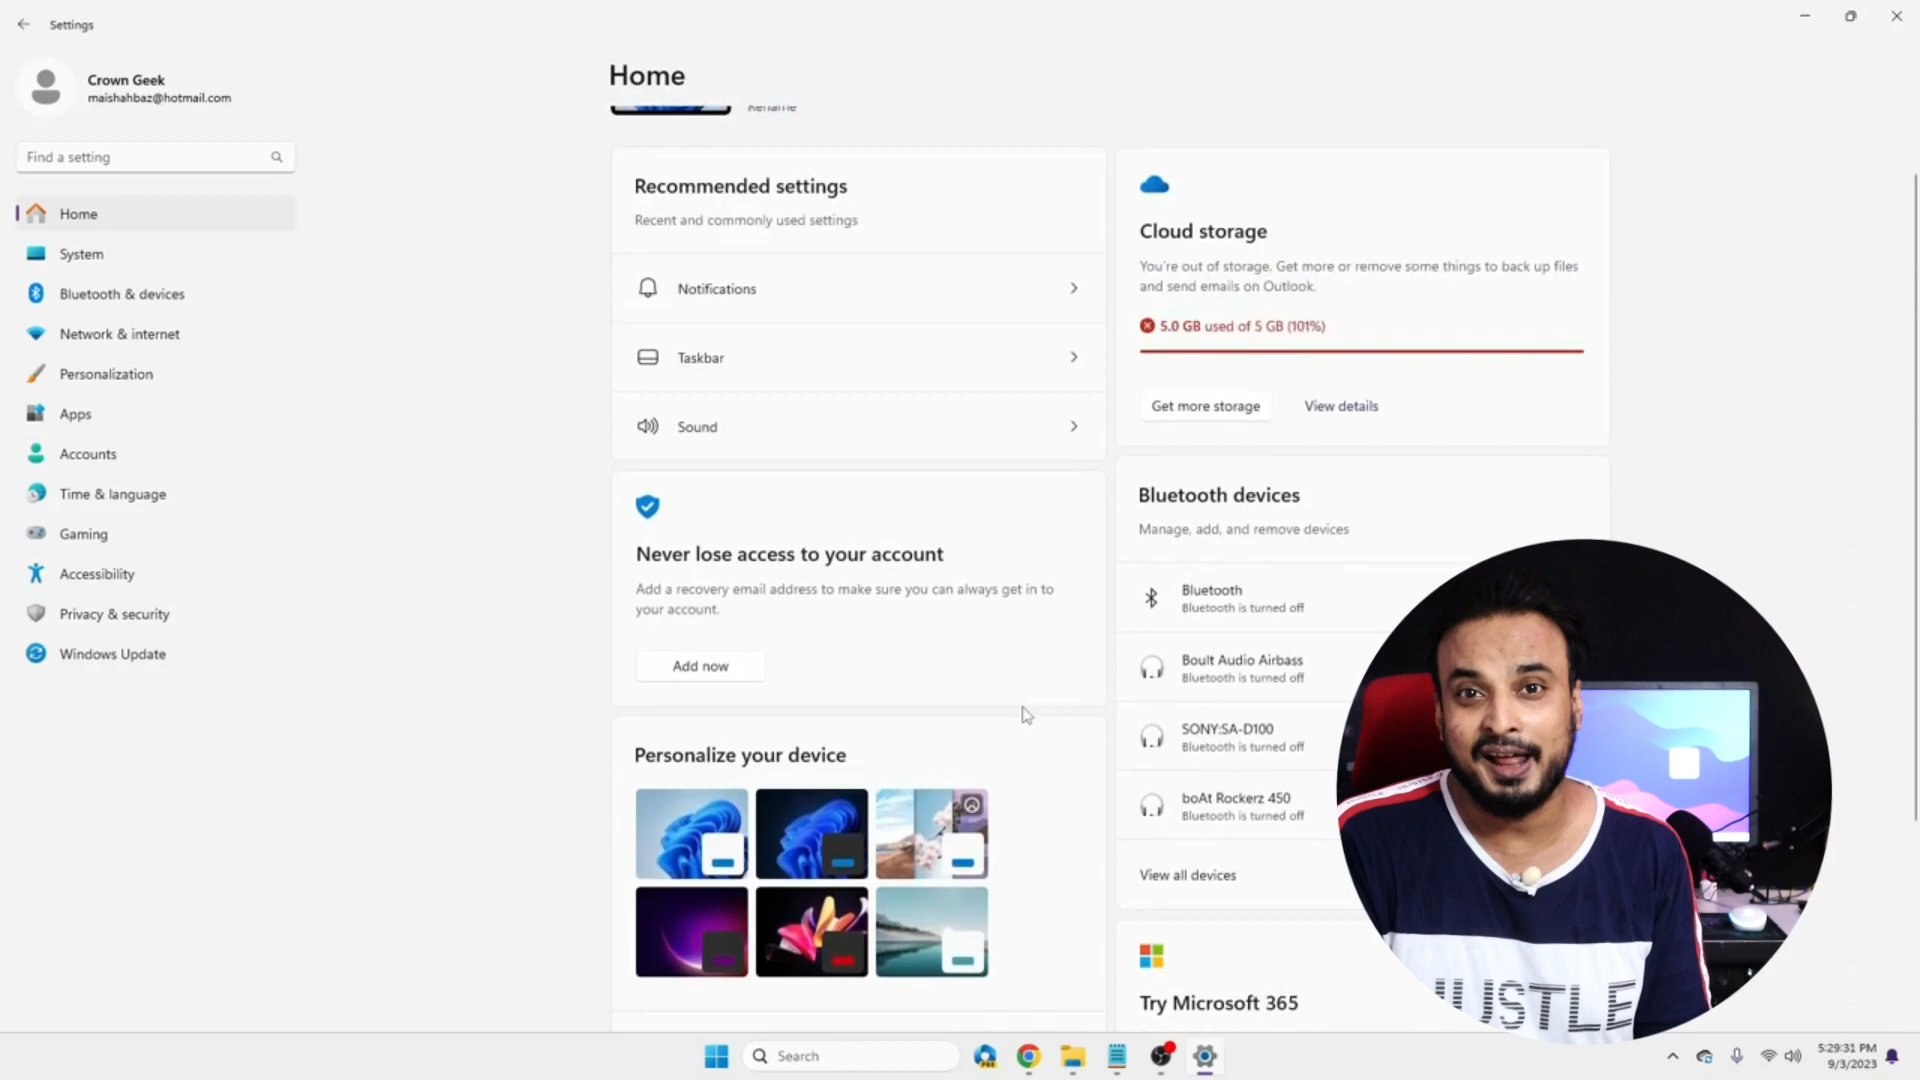 Settings
Crown Geek
maishahbaz@hotmail.com
Find a setting
Home
System
Bluetooth & devices
Network & internet
Personalization
Apps
Accounts
Time & language
Gaming
Accessibility
Privacy & security
Windows Update
Home
Rename
Recommended settings
Recent and commonly used settings
Notifications
Taskbar
Sound
Never lose access to your account
Add a recovery email address to make sure you can always get in to
your account.
Add now
Personalize your device
Cloud storage
You're out of storage. Get more or remove some things to back up files
and send emails on Outlook.
5.0 GB used of 5 GB (101%)
Get more storage
View details
Bluetooth devices
Manage, add, and remove devices
Bluetooth
Bluetooth is turned off
Boult Audio Airbass
Bluetooth is turned off
SONY:SA-D100
Bluetooth is turned off
boAt Rockerz 450
Bluetooth is turned off
View all devices
Try Microsoft 365
HUSTLE
Search
PRE
5:29:31 PM
9/3/2023